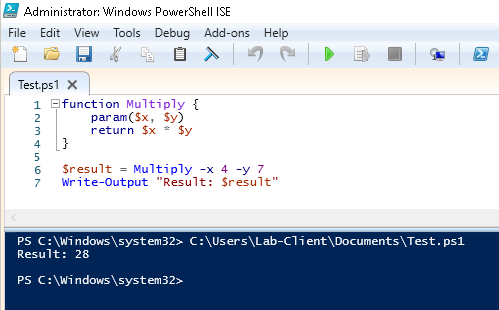 Administrator: Windows PowerShell ISE
File Edit View Tools Debug Add-ons Help
Test.ps1 X
1 function Multiply {
2     param($x, $y)
3     return $x * $y
4 }
5
6 $result = Multiply -x 4 -y 7
7 Write-Output "Result: $result"
PS C:\Windows\system32> C:\Users\Lab-Client\Documents\Test.ps1
Result: 28
PS C:\Windows\system32>